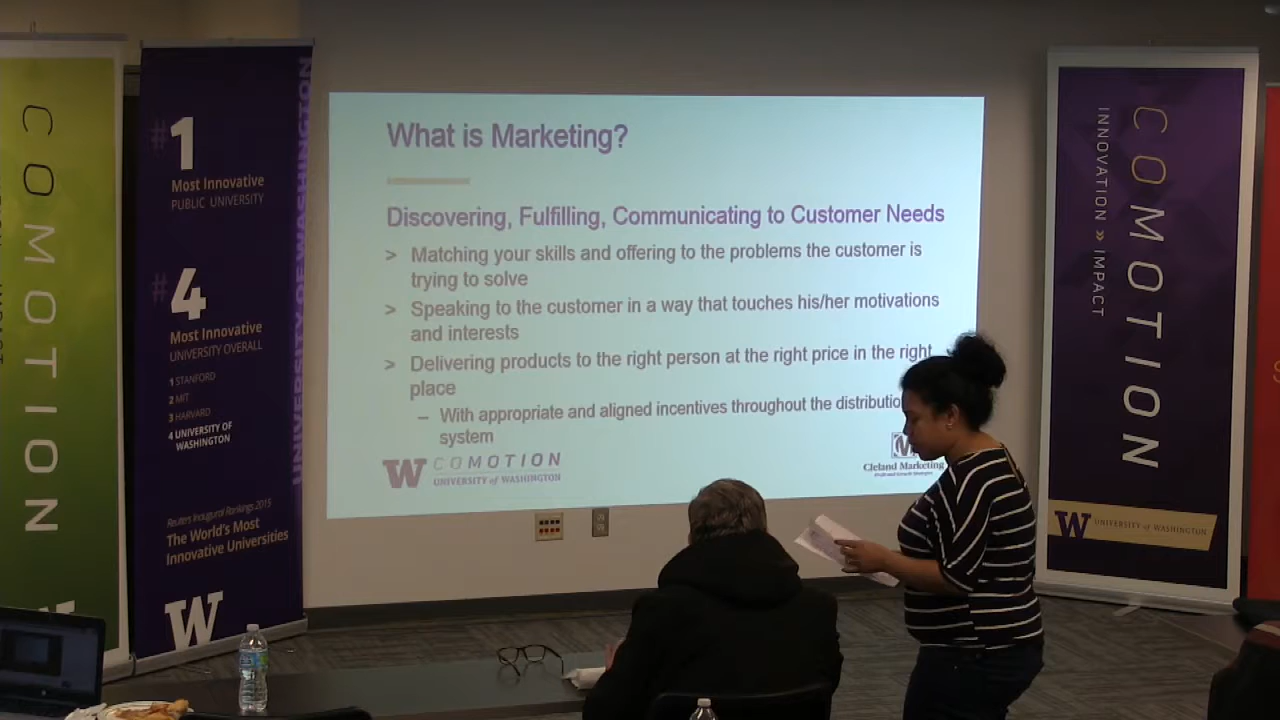 COMOTION
#1
Most Innovative
PUBLIC UNIVERSITY
#4
Most Innovative
UNIVERSITY OVERALL
1 STANFORD
2 MIT
3 HARVARD
4 UNIVERSITY OF
WASHINGTON
Reuters Inaugural Rankings 2015
The World's Most
Innovative Universities
W
UNIVERSITY OF WASHINGTON
What is Marketing?
Discovering, Fulfilling, Communicating to Customer Needs
> Matching your skills and offering to the problems the customer is
trying to solve
> Speaking to the customer in a way that touches his/her motivations
and interests
> Delivering products to the right person at the right price in the right
place
– With appropriate and aligned incentives throughout the distributio
system
W COMOTION
UNIVERSITY of WASHINGTON
Cleland Marketing
COMOTION
INNOVATION » IMPACT
W UNIVERSITY of WASHINGTON